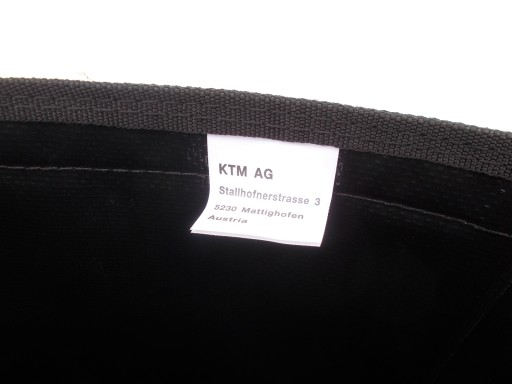 KTM AG
Stallhofnerstrasse 3
5230 Mattighofen
Austria